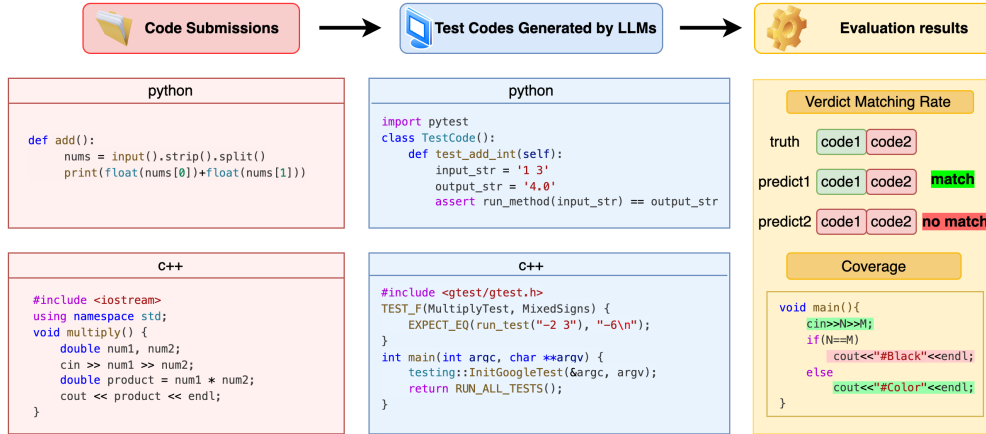 Code Submissions
Test Codes Generated by LLMs
Evaluation results
python
def add():
nums = input().strip().split()
print(float(nums[0])+float(nums[1]))
c++
#include <iostream>
using namespace std;
void multiply() {
double num1, num2;
cin >> num1 >> num2;
double product = num1 * num2;
cout << product << endl;
}
python
import pytest
class TestCode():
def test_add_int(self):
input_str = '1 3'
output_str = '4.0'
assert run_method(input_str) == output_str
c++
#include <gtest/gtest.h>
TEST_F(MultiplyTest, MixedSigns) {
EXPECT_EQ(run_test("-2 3"), "-6\n");
}
int main(int argc, char **argv) {
testing::InitGoogleTest(&argc, argv);
return RUN_ALL_TESTS();
}
Verdict Matching Rate
truth code1 code2
predict1 code1 code2 match
predict2 code1 code2 no match
Coverage
void main(){
cin>>N>>M;
if(N==M)
cout<<"#Black"<<endl;
else
cout<<"#Color"<<endl;
}